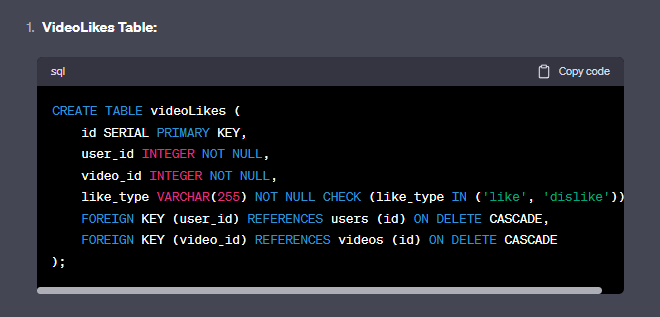 1. VideoLikes Table:
sql
Copy code
CREATE TABLE videoLikes (
    id SERIAL PRIMARY KEY,
    user_id INTEGER NOT NULL,
    video_id INTEGER NOT NULL,
    like_type VARCHAR(255) NOT NULL CHECK (like_type IN ('like', 'dislike'))
    FOREIGN KEY (user_id) REFERENCES users (id) ON DELETE CASCADE,
    FOREIGN KEY (video_id) REFERENCES videos (id) ON DELETE CASCADE
);